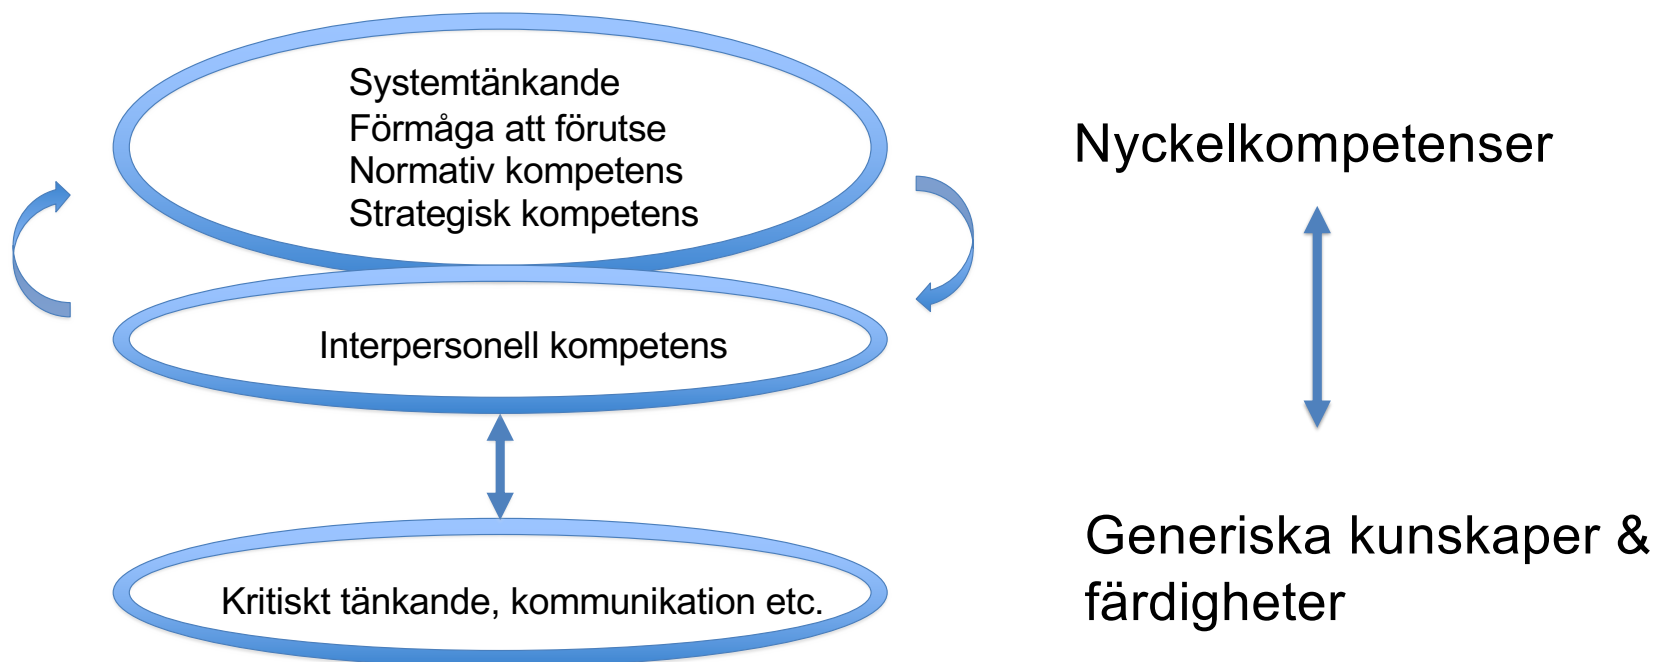 Systemtänkande
Förmåga att förutse
Normativ kompetens
Strategisk kompetens
Nyckelkompetenser
Interpersonell kompetens
Generiska kunskaper &
färdigheter
Kritiskt tänkande, kommunikation etc.